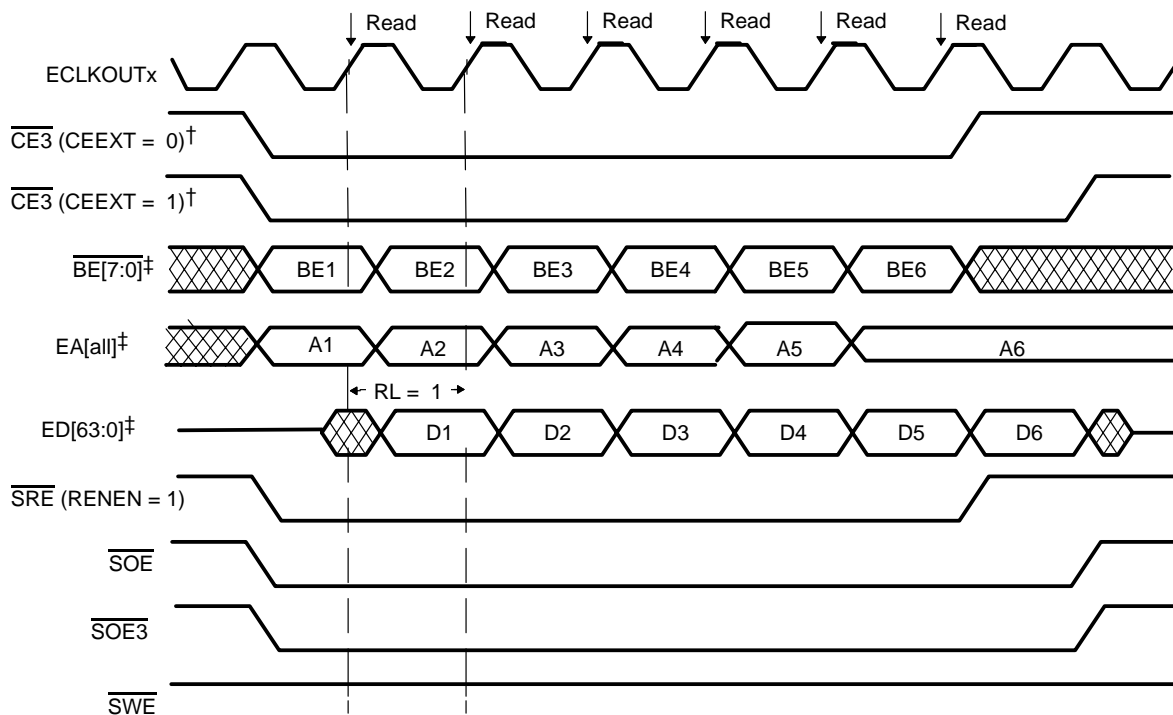 Read Read Read Read Read Read
ECLKOUTx
CE3 (CEEXT = 0)†
CE3 (CEEXT = 1)†
BE[7:0]‡ BE1 BE2 BE3 BE4 BE5 BE6
EA[all]‡ A1 A2 A3 A4 A5 A6
RL = 1
ED[63:0]‡ D1 D2 D3 D4 D5 D6
SRE (RENEN = 1)
SOE
SOE3
SWE